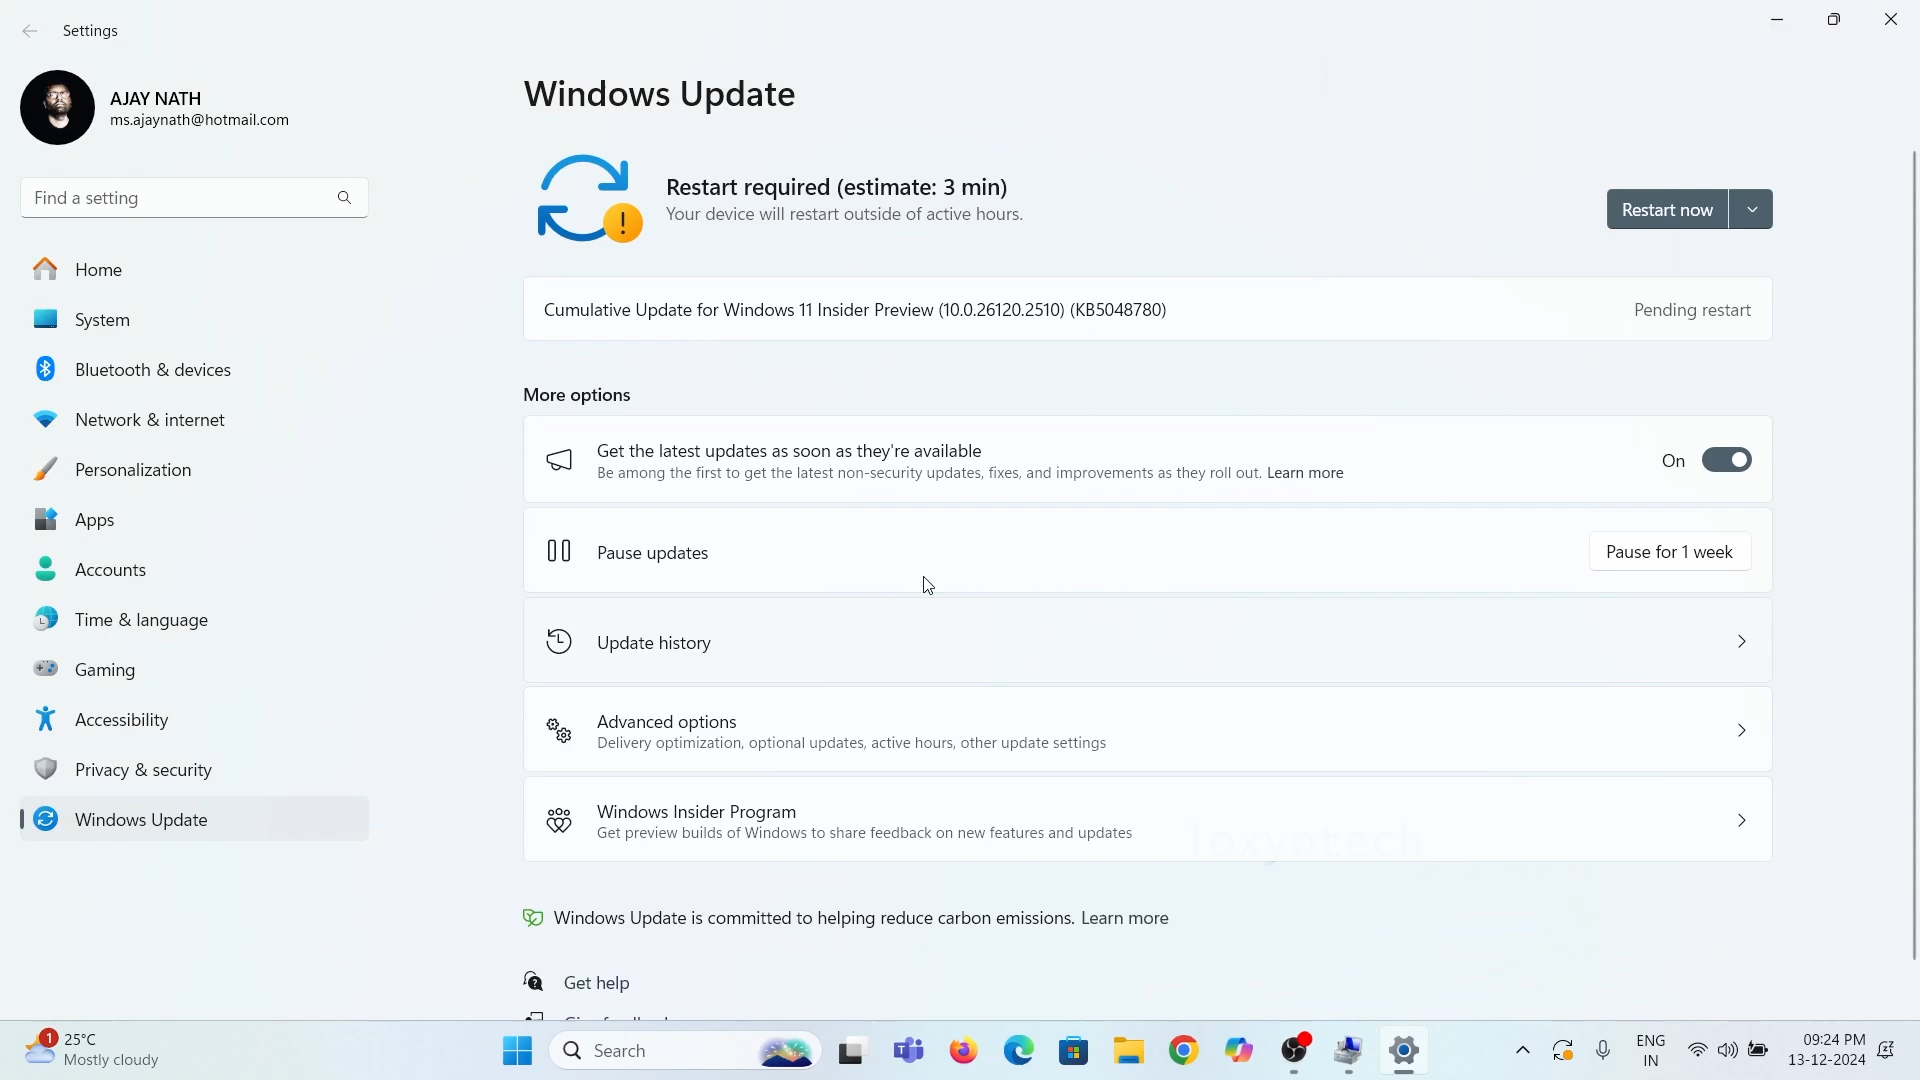 Settings
AJAY NATH
ms.ajaynath@hotmail.com
Find a setting
Home
System
Bluetooth & devices
Network & internet
Personalization
Apps
Accounts
Time & language
Gaming
Accessibility
Privacy & security
Windows Update
Windows Update
Restart required (estimate: 3 min)
Your device will restart outside of active hours.
Restart now
Cumulative Update for Windows 11 Insider Preview (10.0.26120.2510) (KB5048780)
Pending restart
More options
Get the latest updates as soon as they're available
Be among the first to get the latest non-security updates, fixes, and improvements as they roll out. Learn more
On
Pause updates
Pause for 1 week
Update history
Advanced options
Delivery optimization, optional updates, active hours, other update settings
Windows Insider Program
Get preview builds of Windows to share feedback on new features and updates
loxyotech
Windows Update is committed to helping reduce carbon emissions. Learn more
Get help
1
25°C
Mostly cloudy
Search
ENG
IN
09:24 PM
13-12-2024